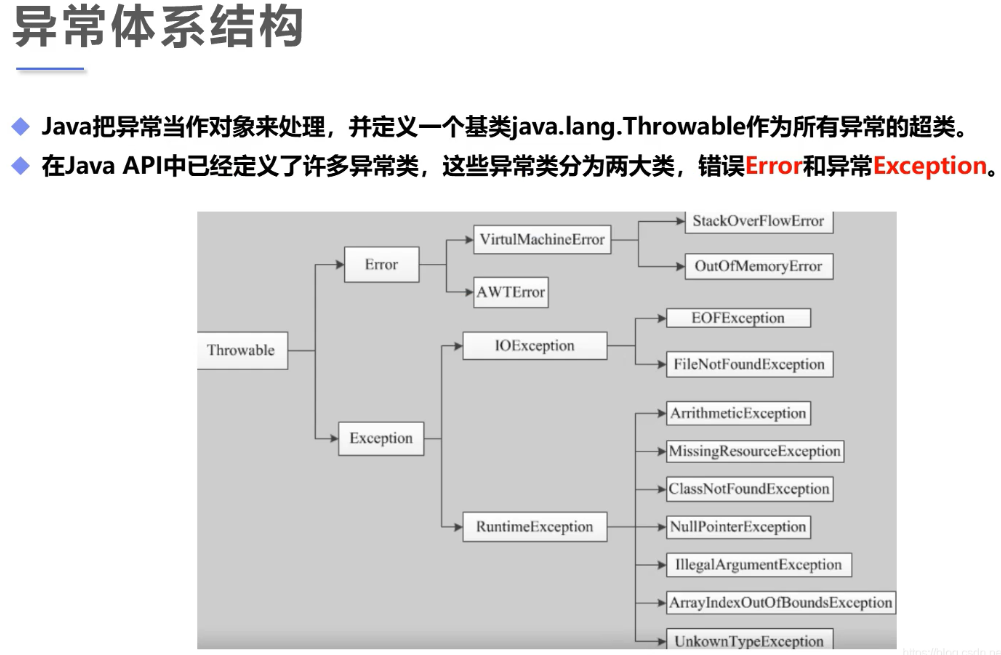 异常体系结构
Java把异常当作对象来处理，并定义一个基类java.lang.Throwable作为所有异常的超类。
在Java API中已经定义了许多异常类，这些异常类分为两大类，错误Error和异常Exception。
StackOverFlowError
VirtulMachineError
Error
OutOfMemoryError
AWTError
EOFException
IOException
Throwable
FileNotFoundException
ArrithmeticException
Exception
MissingResourceException
ClassNotFoundException
RuntimeException
NullPointerException
IllegalArgumentException
ArrayIndexOutOfBoundsException
UnkownTypeException